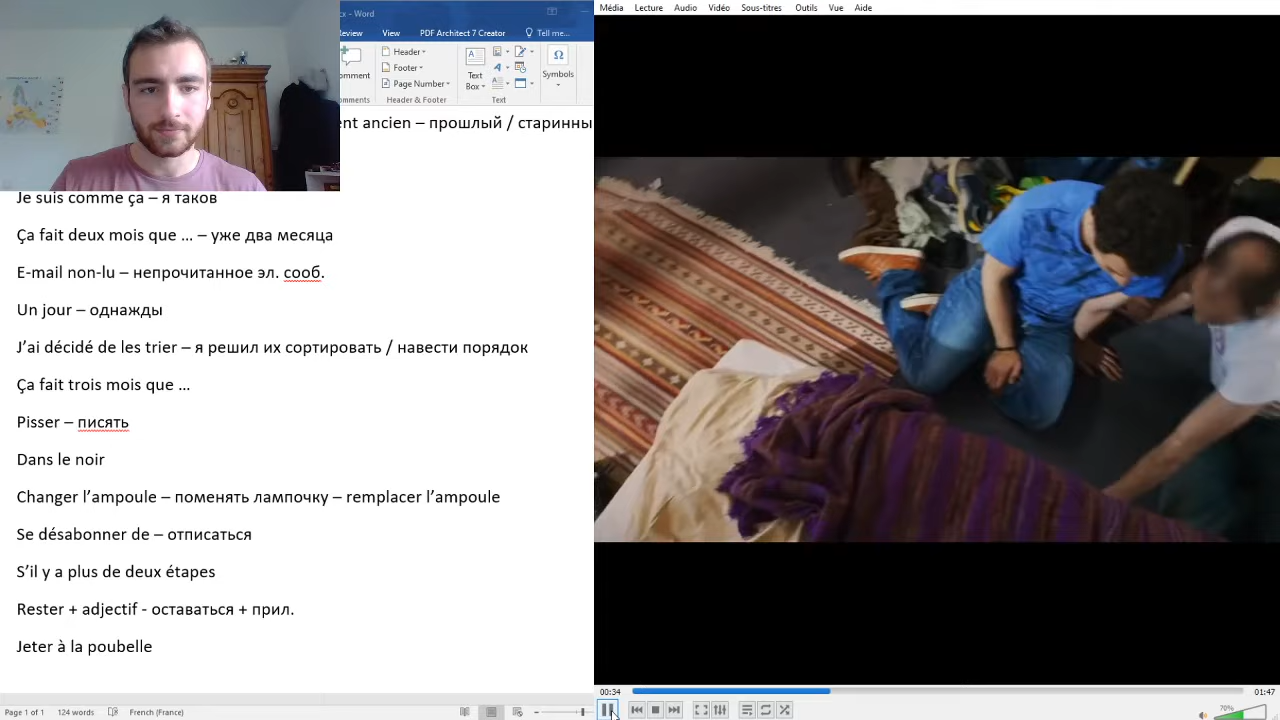 cx - Word
Review View PDF Architect 7 Creator Tell me...
Header
Footer
Page Number
Header & Footer
Text
Box
Text
Symbols
ent ancien – прошлый / старинны
Je suis comme ça – я таков
Ça fait deux mois que ... – уже два месяца
E-mail non-lu – непрочитанное эл. сооб.
Un jour – однажды
J'ai décidé de les trier – я решил их сортировать / навести порядок
Ça fait trois mois que ...
Pisser – писять
Dans le noir
Changer l'ampoule – поменять лампочку – remplacer l'ampoule
Se désabonner de – отписаться
S'il y a plus de deux étapes
Rester + adjectif - оставаться + прил.
Jeter à la poubelle
Page 1 of 1 124 words French (France)
Média Lecture Audio Vidéo Sous-titres Outils Vue Aide
00:34 01:47
70%